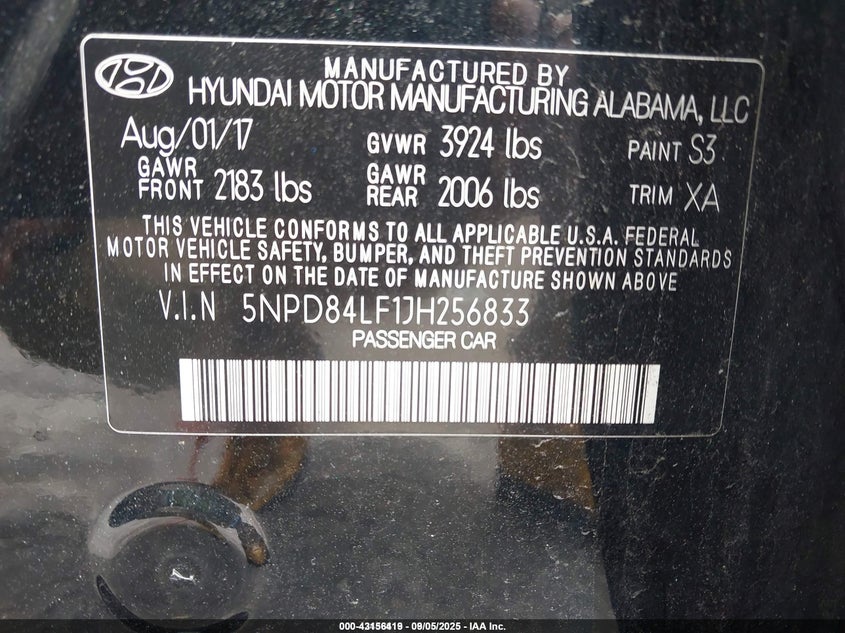 MANUFACTURED BY
HYUNDAI MOTOR MANUFACTURING ALABAMA, LLC
Aug/01/17 GVWR 3924 lbs PAINT S3
GAWR FRONT 2183 lbs GAWR REAR 2006 lbs TRIM XA
THIS VEHICLE CONFORMS TO ALL APPLICABLE U.S.A. FEDERAL
MOTOR VEHICLE SAFETY, BUMPER, AND THEFT PREVENTION STANDARDS
IN EFFECT ON THE DATE OF MANUFACTURE SHOWN ABOVE
V.I.N 5NPD84LF1JH256833
PASSENGER CAR
000-43156419 - 09/05/2025 - IAA Inc.